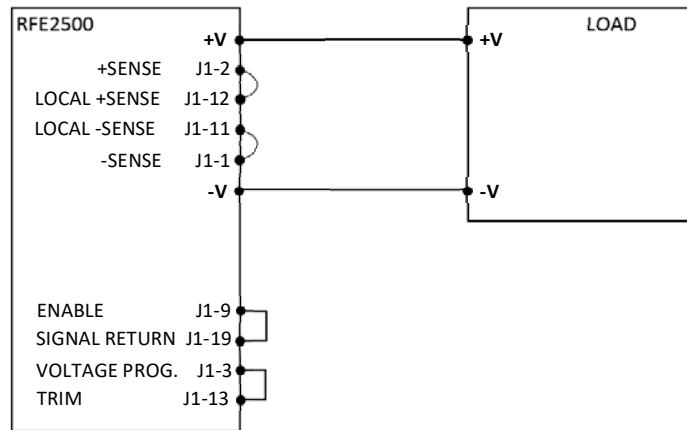 RFE2500 LOAD
+V +V
+SENSE J1-2
LOCAL +SENSE J1-12
LOCAL -SENSE J1-11
-SENSE J1-1
-V -V
ENABLE J1-9
SIGNAL RETURN J1-19
VOLTAGE PROG. J1-3
TRIM J1-13